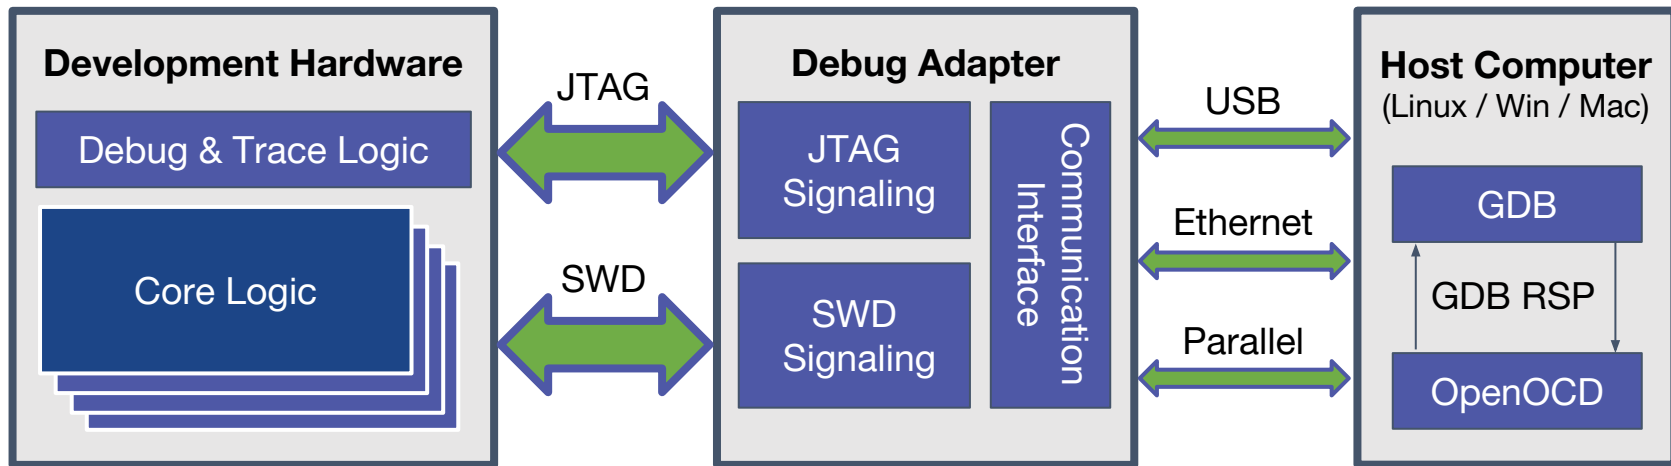 Development Hardware
Debug & Trace Logic
Core Logic
JTAG
SWD
Debug Adapter
JTAG
Signaling
SWD
Signaling
Communication
Interface
USB
Ethernet
Parallel
Host Computer
(Linux / Win / Mac)
GDB
GDB RSP
OpenOCD